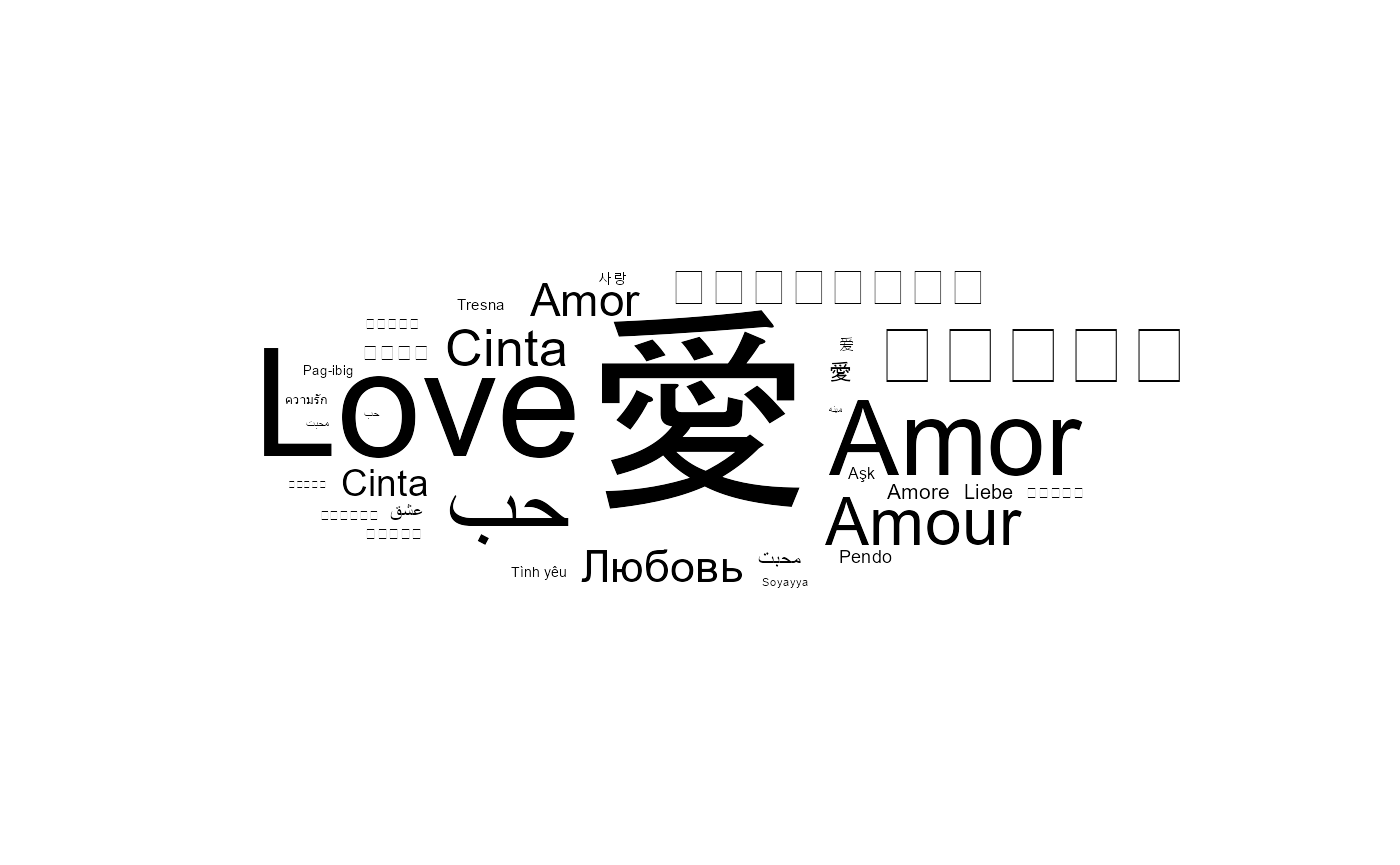 사랑
Tresna
Amor
Cinta
爱
愛
Pag-ibig
Love
愛
ความรัก
حب
محبت
مينه
Amor
Aşk
Cinta
Amore
Liebe
عشق
حب
Amour
Любовь
محبت
Pendo
Tình yêu
Soyayya